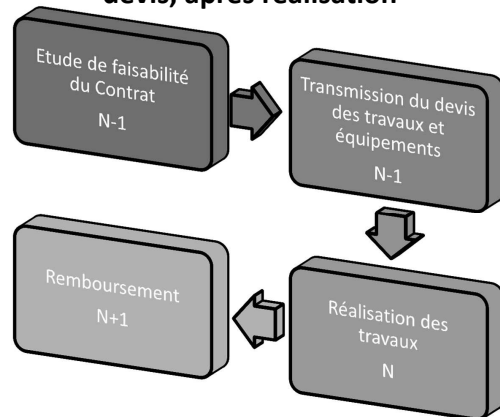 devis, après réalisation
Etude de faisabilité
du Contrat
N-1
Transmission du devis
des travaux et
équipements
N-1
Réalisation des
travaux
N
Remboursement
N+1